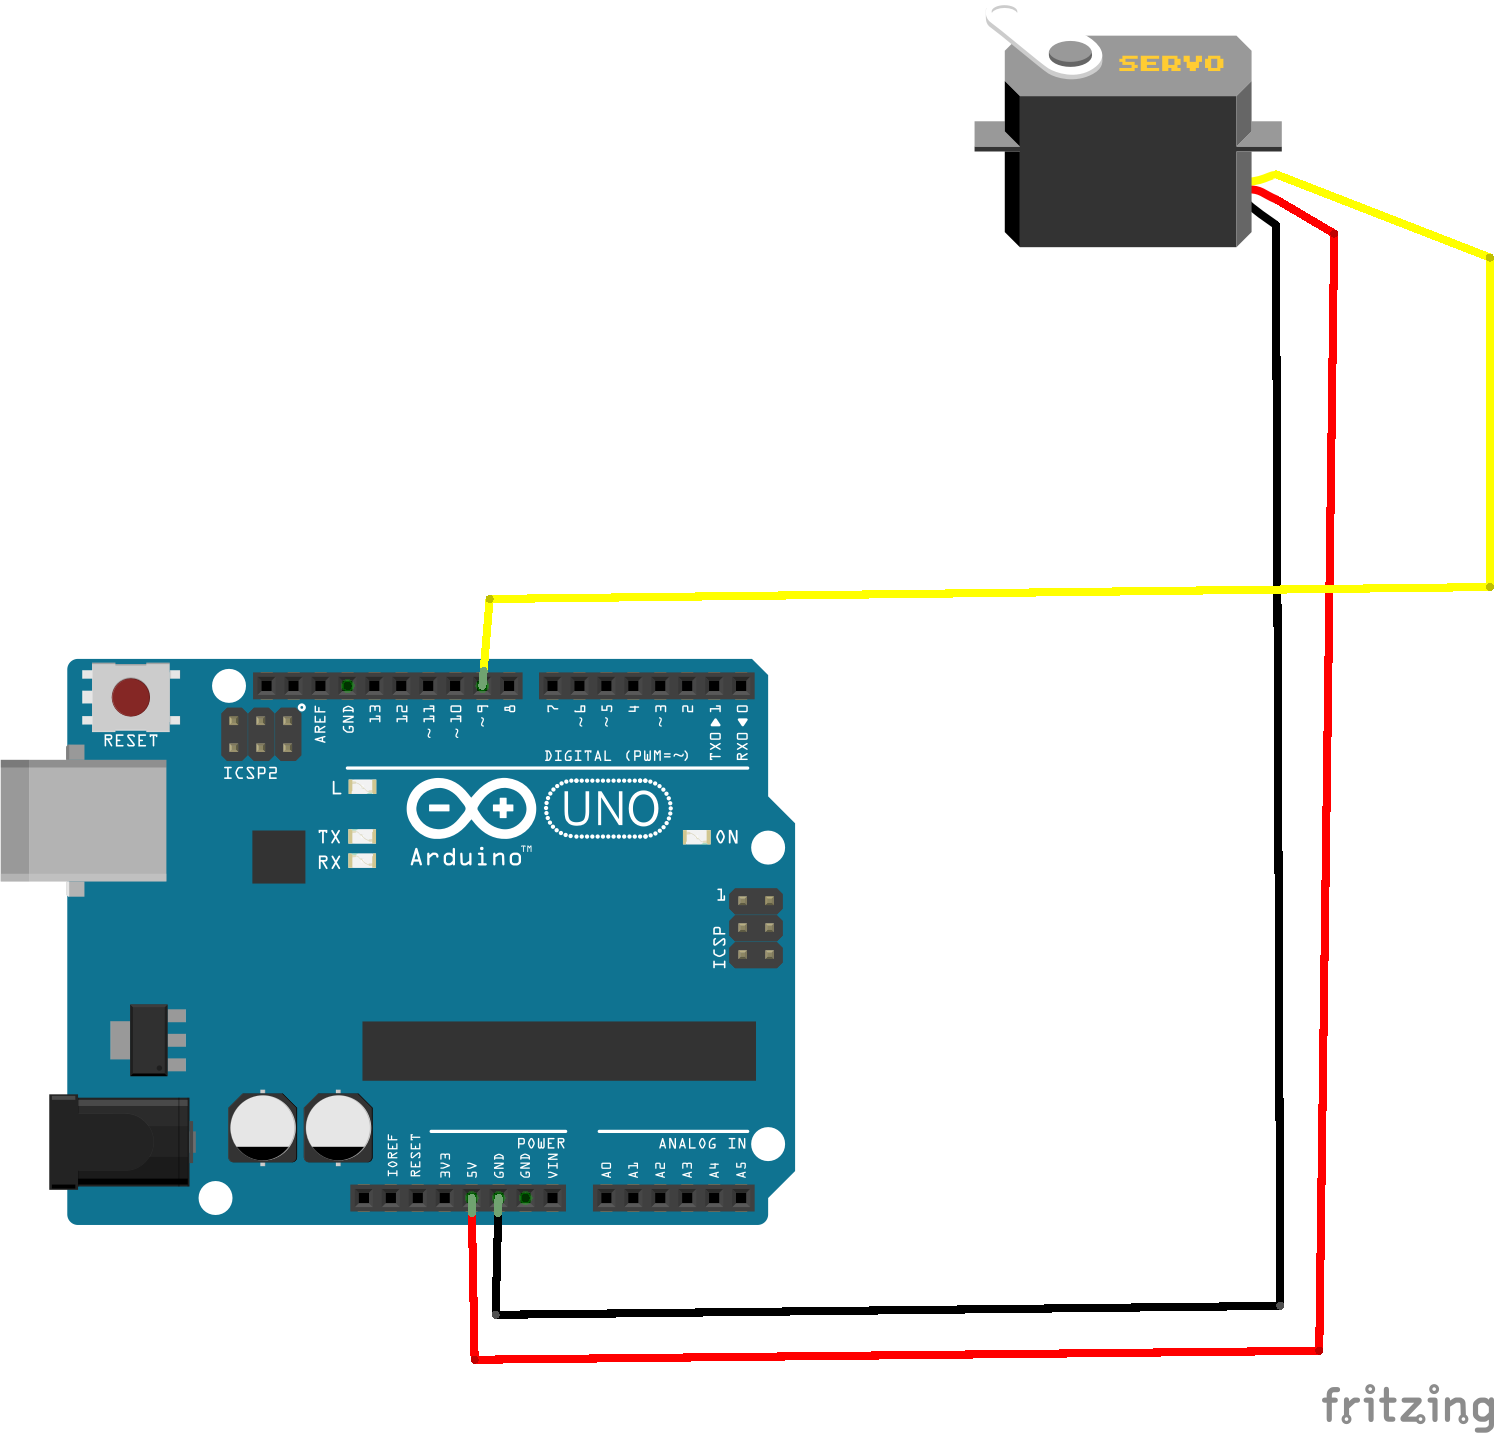 SERVO
RESET
ICSP2
AREF
GND
13
12
~11
~10
~9
8
7
~6
~5
4
~3
2
TX0▶1
RX0◀0
DIGITAL (PWM=~)
L
TX
RX
UNO
Arduino™
ON
1
ICSP
IOREF
RESET
3V3
5V
GND
GND
VIN
POWER
ANALOG IN
A0
A1
A2
A3
A4
A5
fritzing